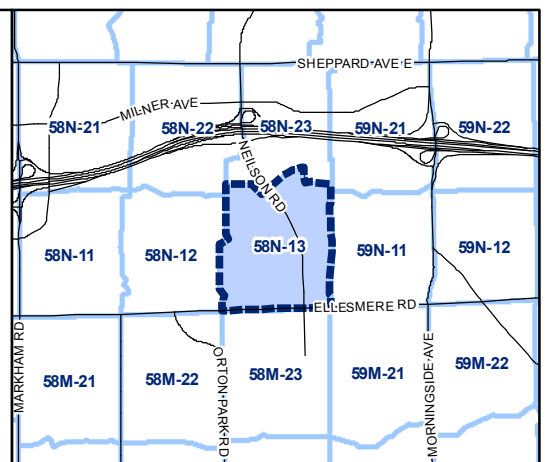 SHEPPARD AVE E
MILNER AVE
58N-21
58N-22
58N-23
59N-21
59N-22
NEILSON RD
58N-11
58N-12
58N-13
59N-11
59N-12
ELLESMERE RD
MARKHAM RD
ORTON PARK RD
MORNINGSIDE AVE
58M-21
58M-22
58M-23
59M-21
59M-22